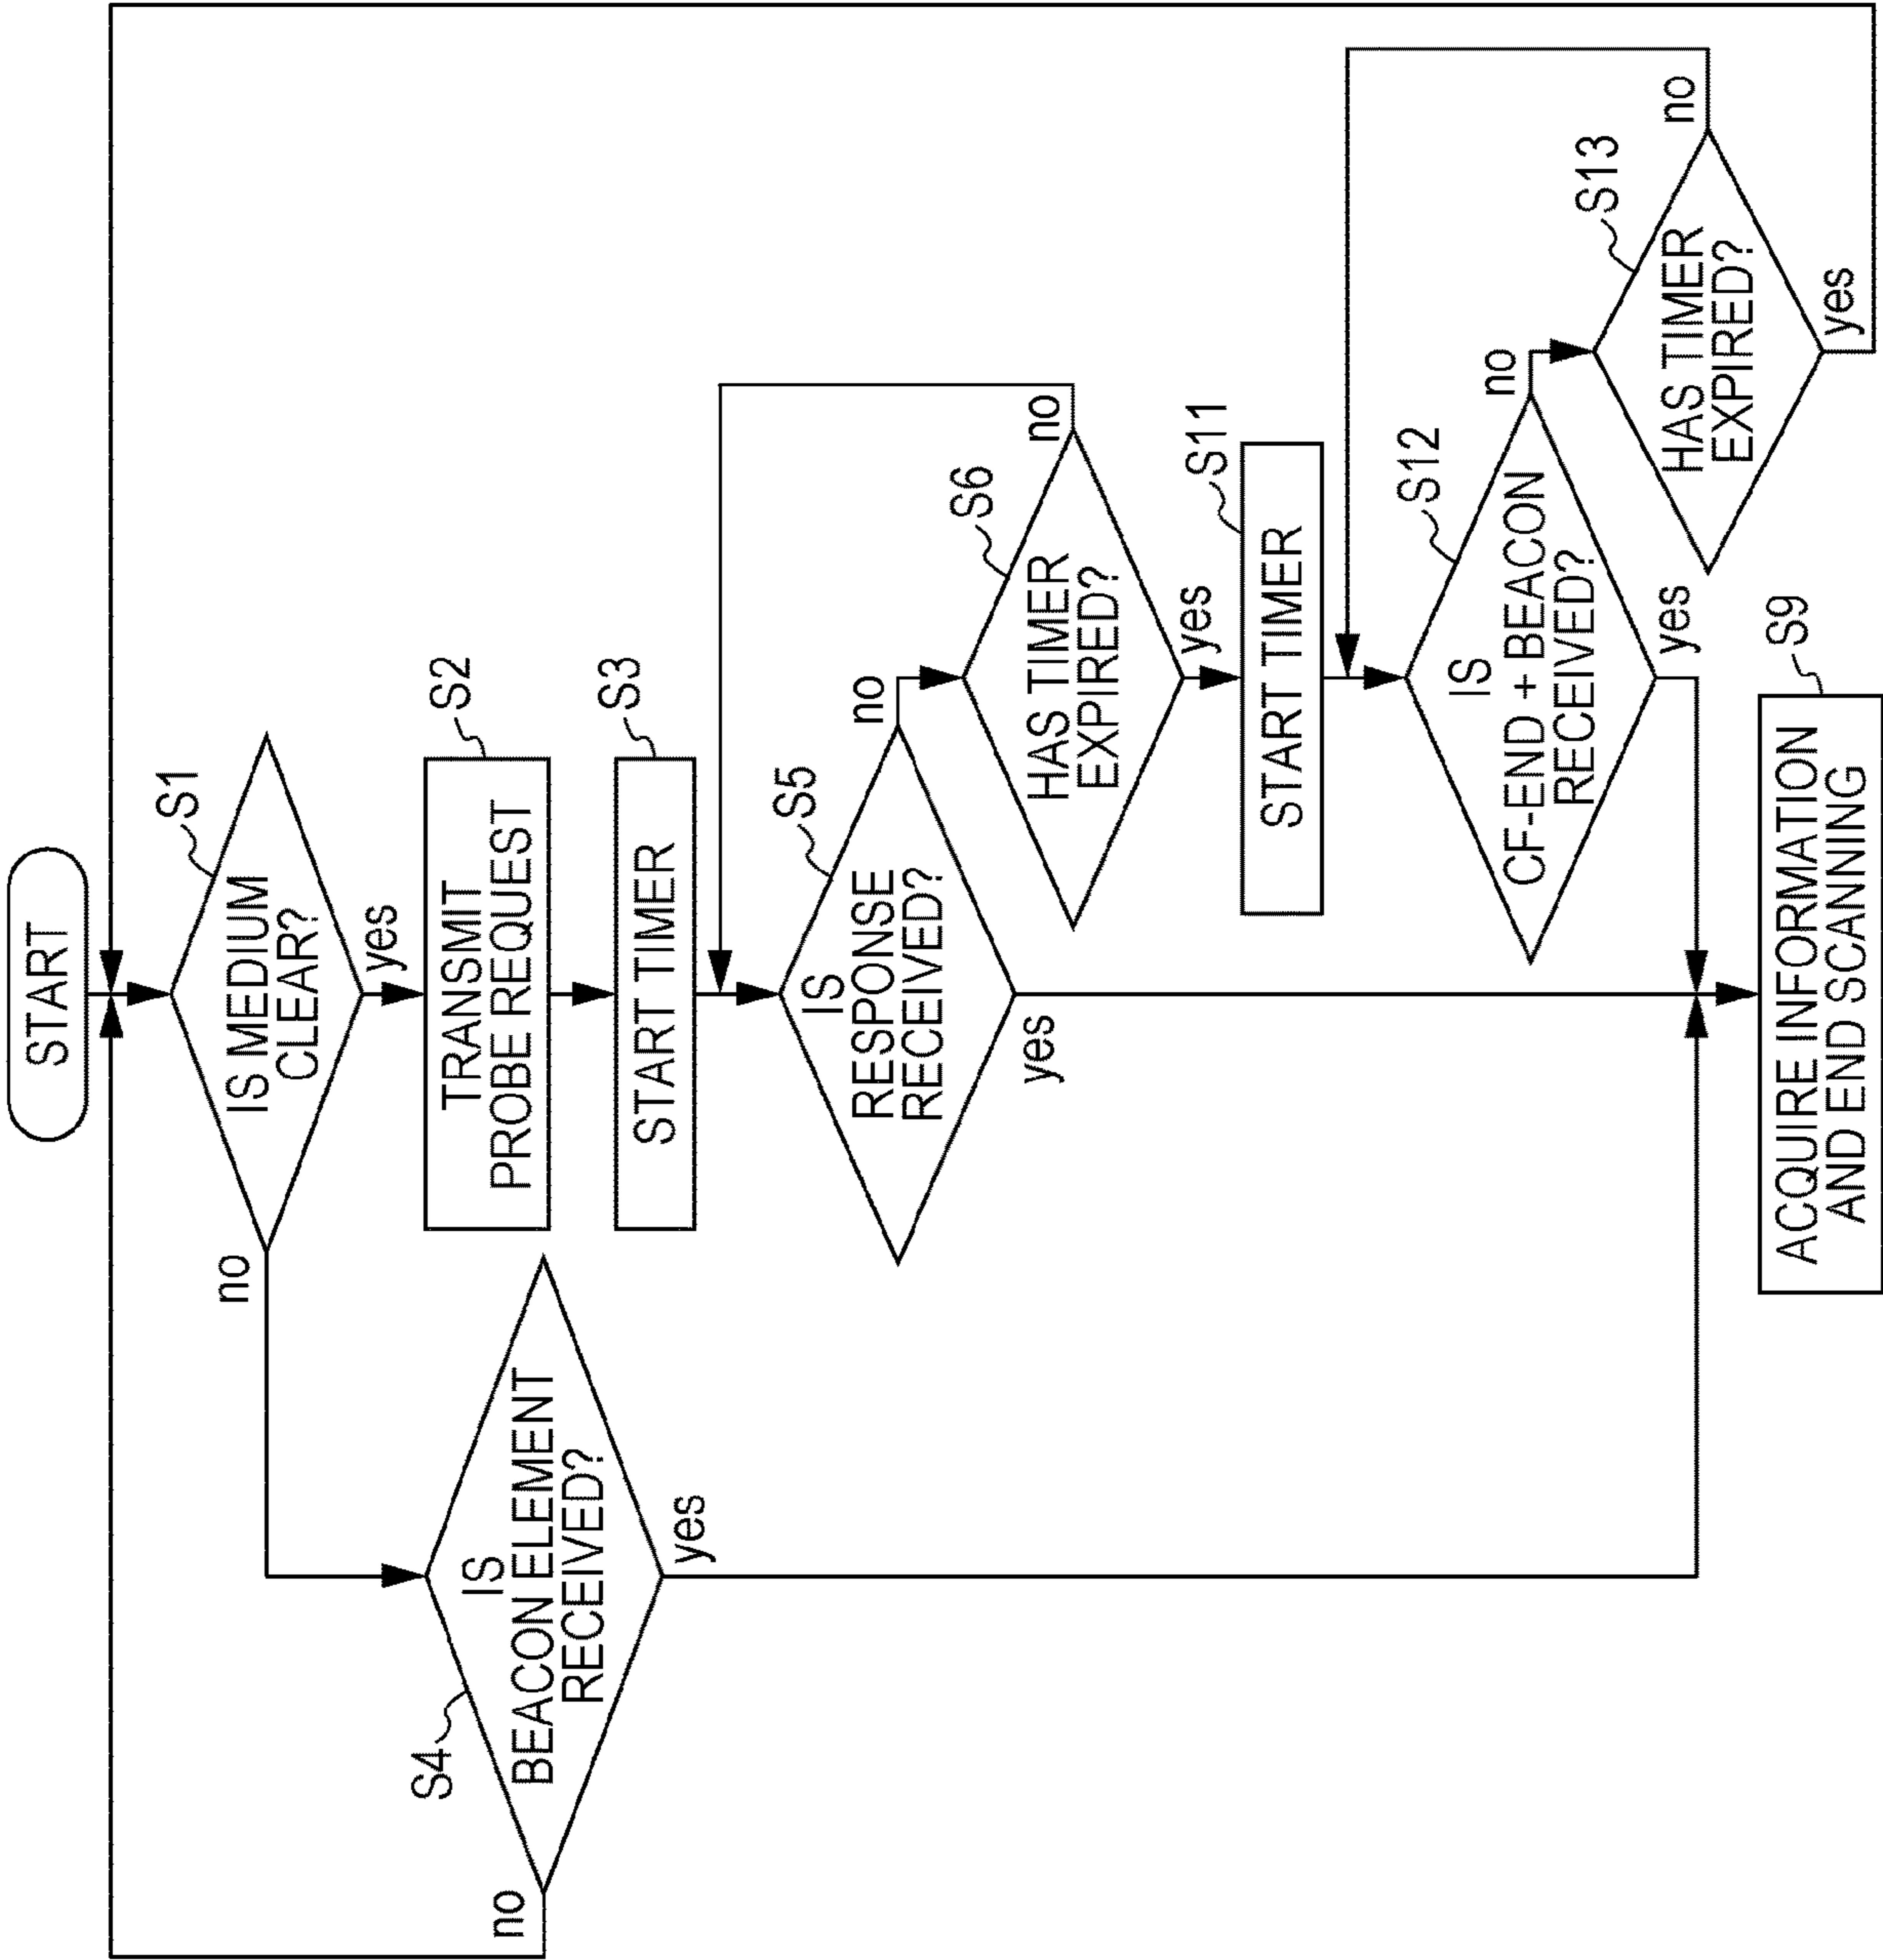 START
S1
IS MEDIUM
CLEAR?
no
yes
S2
TRANSMIT
PROBE REQUEST
S4
IS
BEACON ELEMENT
RECEIVED?
no
yes
S3
START TIMER
S5
IS
RESPONSE
RECEIVED?
no
yes
S6
HAS TIMER
EXPIRED?
no
yes
S11
START TIMER
S12
IS
CF-END + BEACON
RECEIVED?
no
yes
S13
HAS TIMER
EXPIRED?
no
yes
S9
ACQUIRE INFORMATION
AND END SCANNING